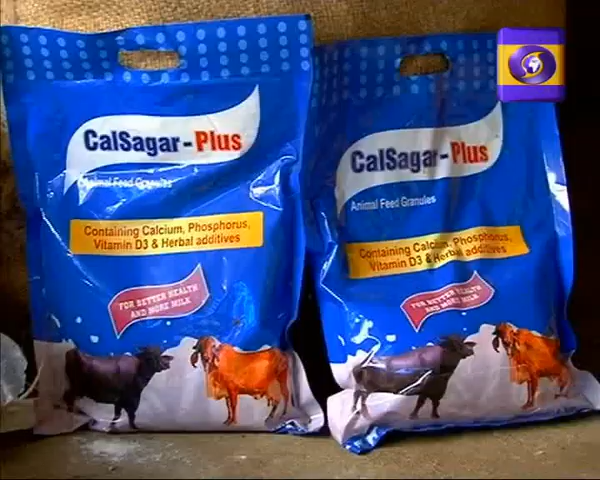 CalSagar-Plus
Animal Feed Granules
Containing Calcium, Phosphorus,
Vitamin D3 & Herbal additives
FOR BETTER HEALTH
AND MORE MILK
CalSagar-Plus
Animal Feed Granules
Containing Calcium, Phosphorus,
Vitamin D3 & Herbal additives
FOR BETTER HEALTH
AND MORE MILK